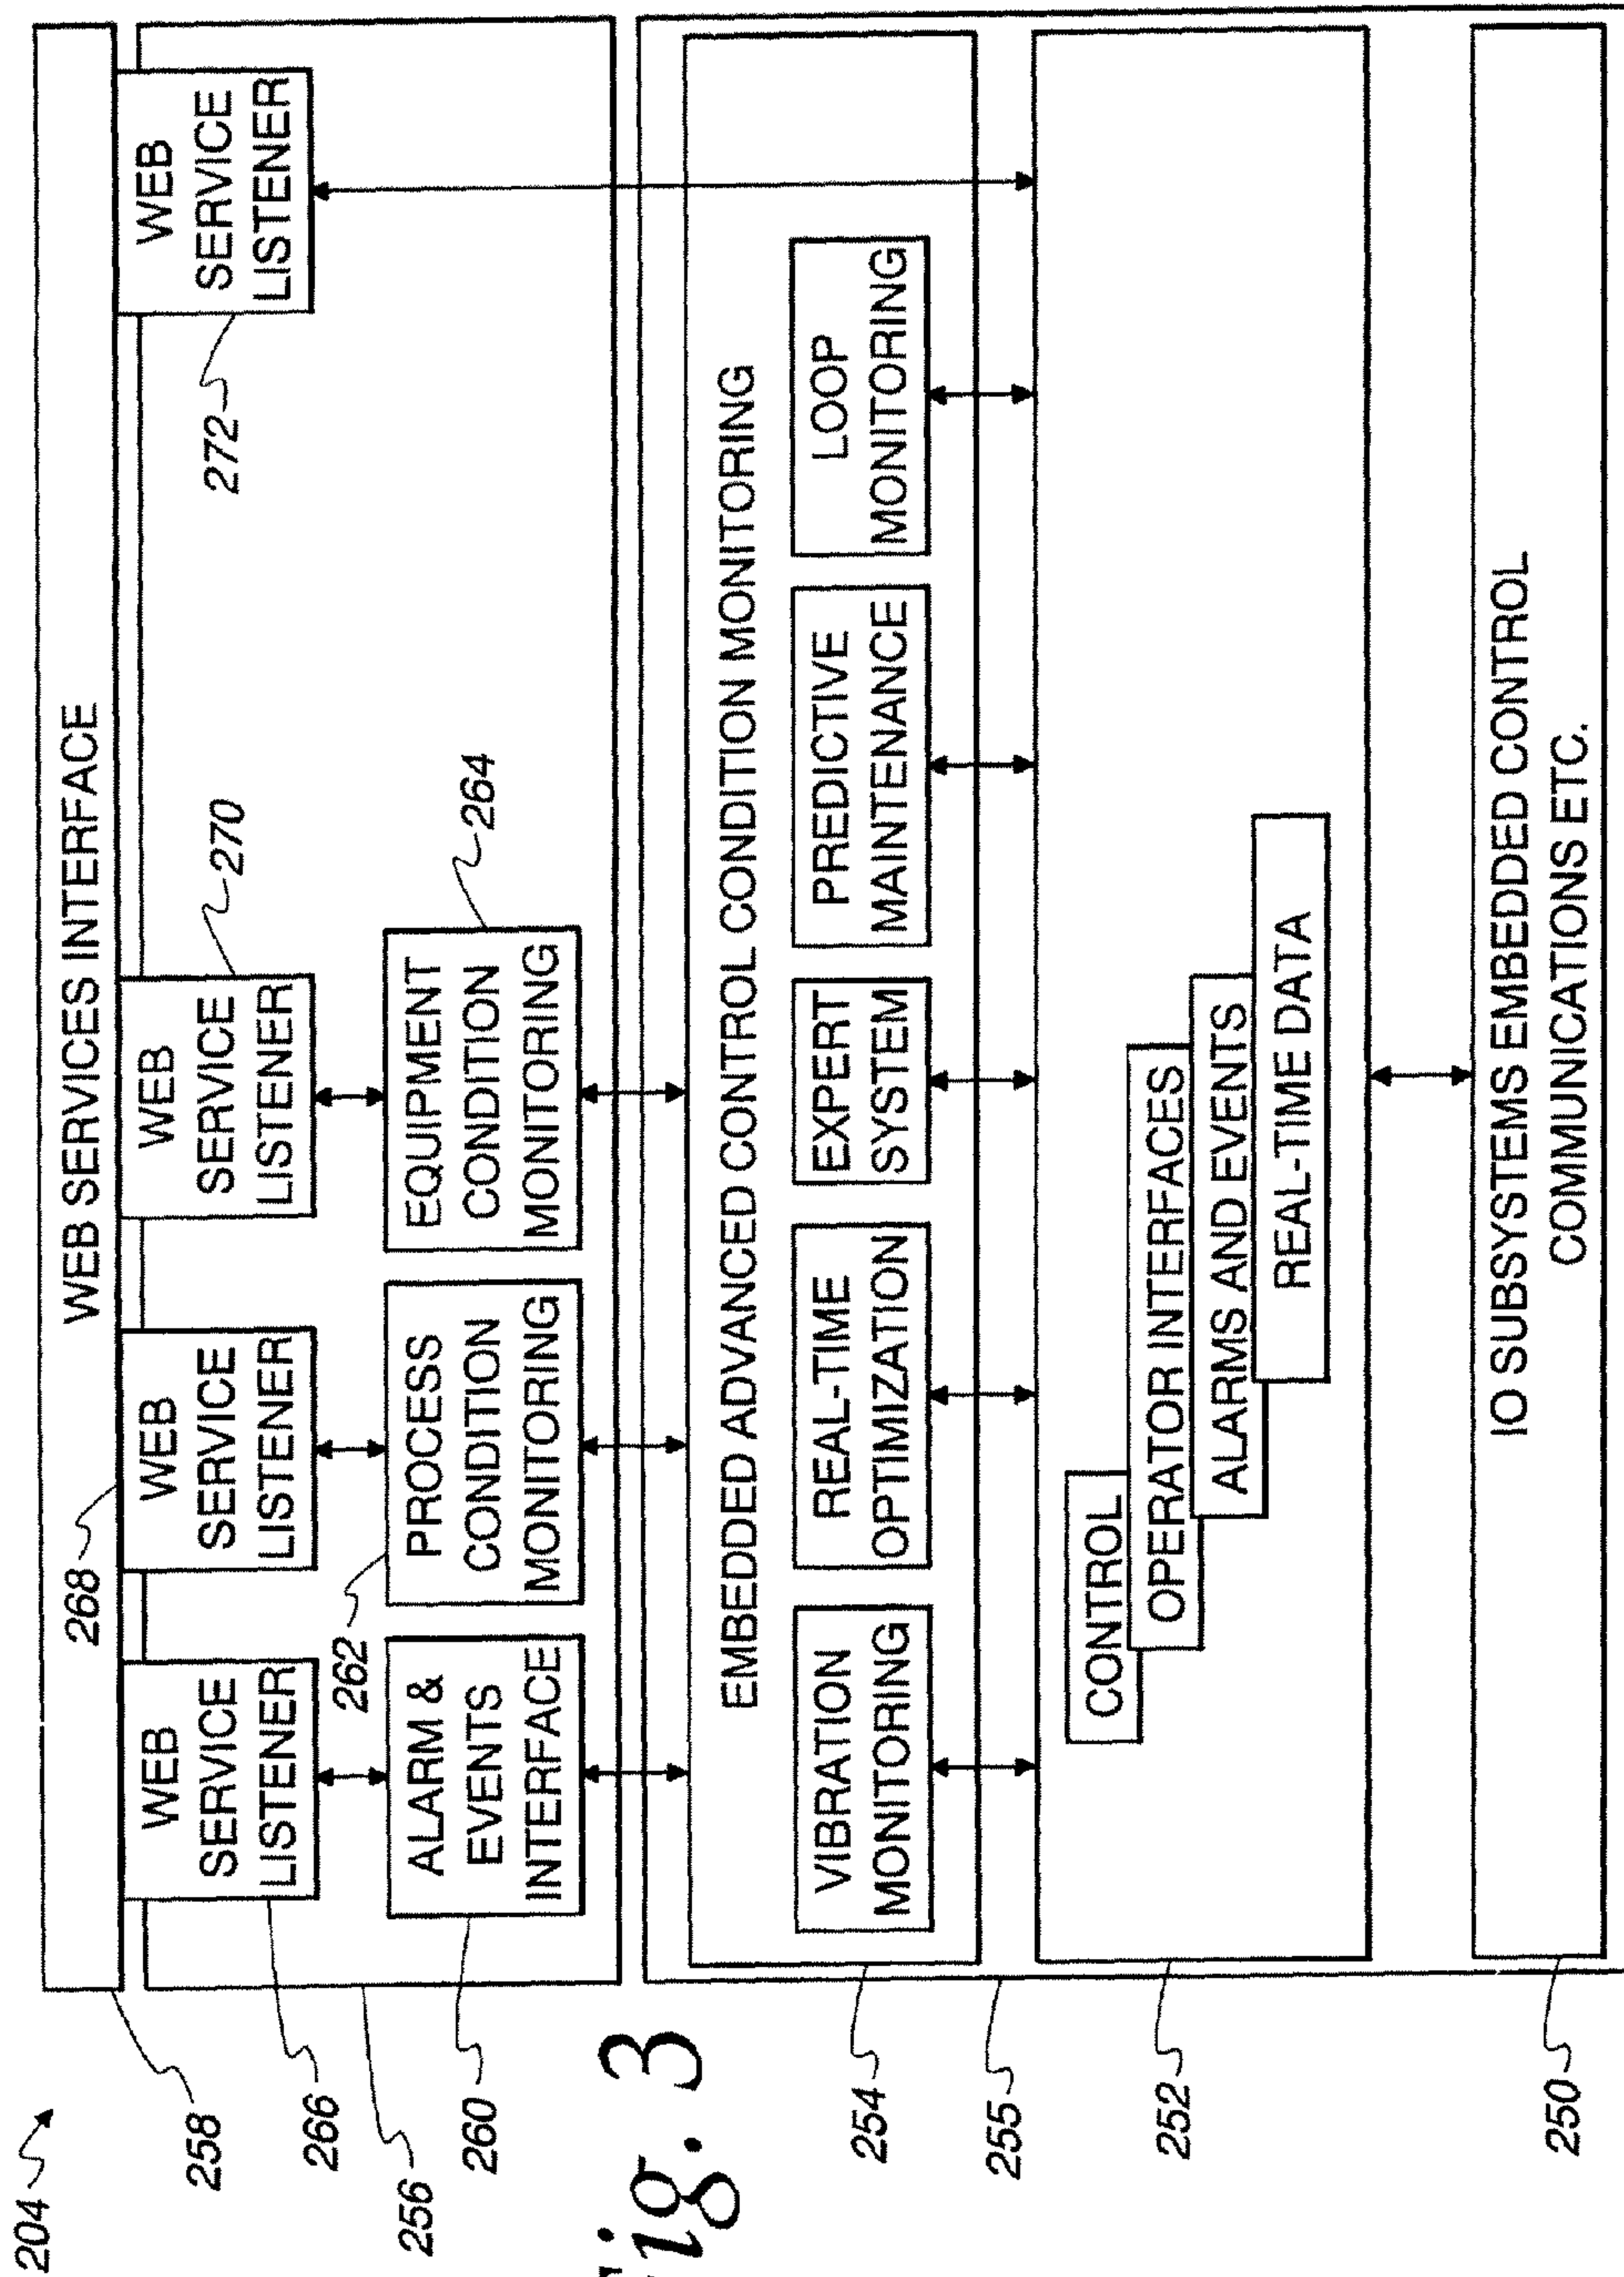 204
WEB SERVICES INTERFACE
258
268
270
272
WEB
SERVICE
LISTENER
WEB
SERVICE
LISTENER
WEB
SERVICE
LISTENER
WEB
SERVICE
LISTENER
266
262
264
256
ALARM &
EVENTS
INTERFACE
PROCESS
CONDITION
MONITORING
EQUIPMENT
CONDITION
MONITORING
260
Fig. 3
EMBEDDED ADVANCED CONTROL CONDITION MONITORING
VIBRATION
MONITORING
REAL-TIME
OPTIMIZATION
EXPERT
SYSTEM
PREDICTIVE
MAINTENANCE
LOOP
MONITORING
254
255
CONTROL
OPERATOR INTERFACES
ALARMS AND EVENTS
REAL-TIME DATA
252
IO SUBSYSTEMS EMBEDDED CONTROL
COMMUNICATIONS ETC.
250